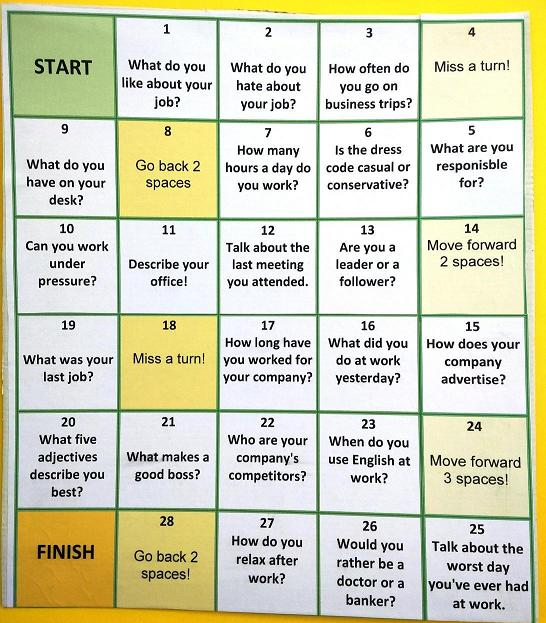 START
1
What do you
like about your
job?
2
What do you
hate about
your job?
3
How often do
you go on
business trips?
4
Miss a turn!
9
What do you
have on your
desk?
8
Go back 2
spaces
7
How many
hours a day do
you work?
6
Is the dress
code casual or
conservative?
5
What are you
responisble
for?
10
Can you work
under
pressure?
11
Describe your
office!
12
Talk about the
last meeting
you attended.
13
Are you a
leader or a
follower?
14
Move forward
2 spaces!
19
What was your
last job?
18
Miss a turn!
17
How long have
you worked for
your company?
16
What did you
do at work
yesterday?
15
How does your
company
advertise?
20
What five
adjectives
describe you
best?
21
What makes a
good boss?
22
Who are your
company's
competitors?
23
When do you
use English at
work?
24
Move forward
3 spaces!
FINISH
28
Go back 2
spaces!
27
How do you
relax after
work?
26
Would you
rather be a
doctor or a
banker?
25
Talk about the
worst day
you've ever had
at work.